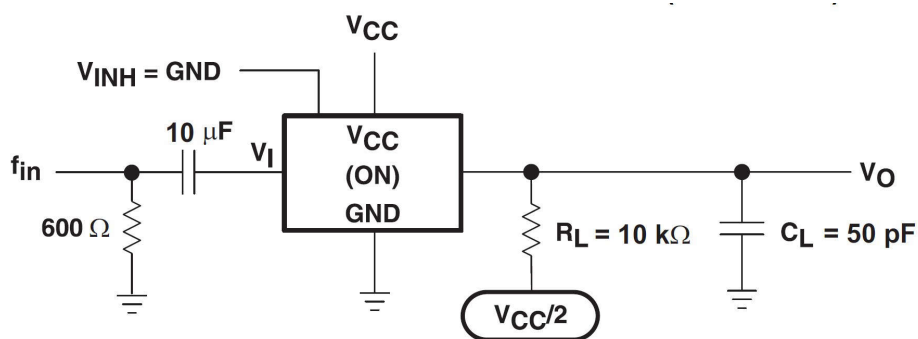 VCC
VINH = GND
10 μF
VI
VCC
(ON)
GND
fin
600 Ω
RL = 10 kΩ
VCC/2
CL = 50 pF
VO